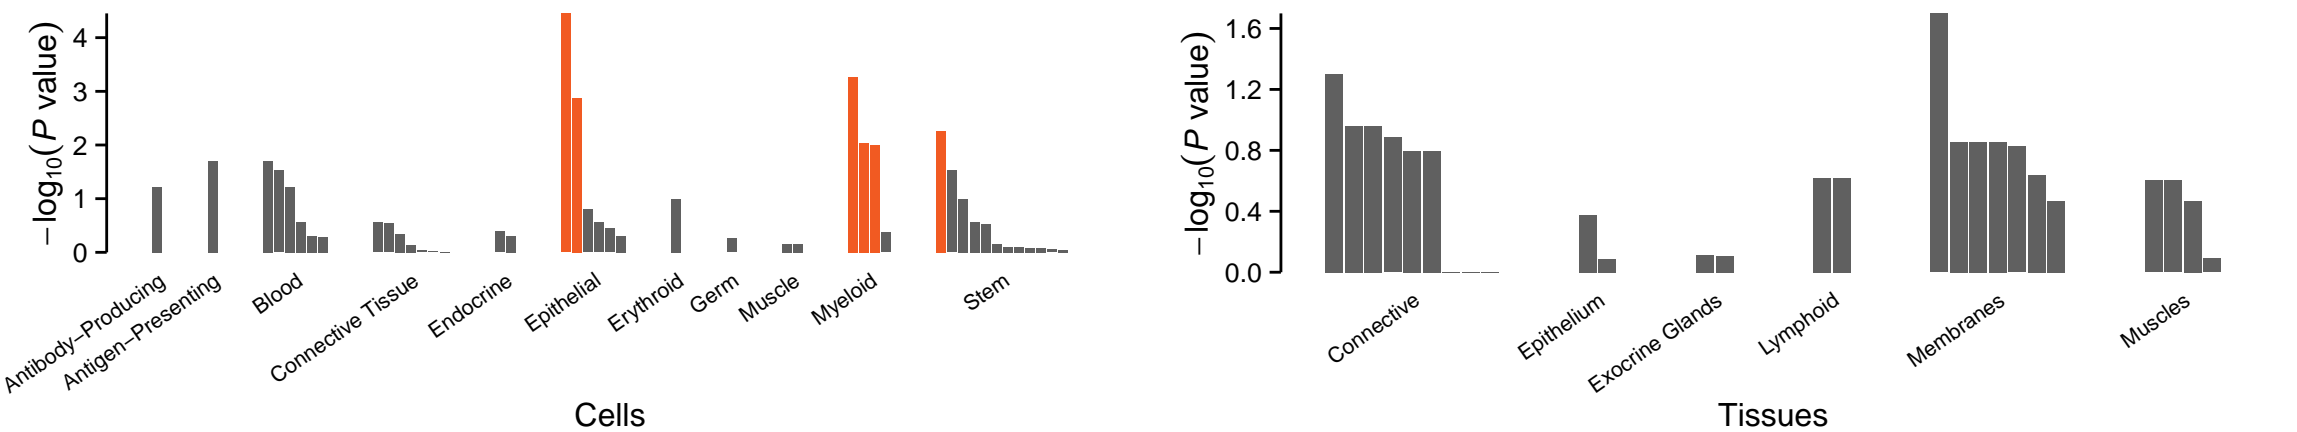 −log10(P value)
4
3
2
1
0
Antibody−Producing
Antigen−Presenting
Blood
Connective Tissue
Endocrine
Epithelial
Erythroid
Germ
Muscle
Myeloid
Stem
Cells
−log10(P value)
1.6
1.2
0.8
0.4
0.0
Connective
Epithelium
Exocrine Glands
Lymphoid
Membranes
Muscles
Tissues